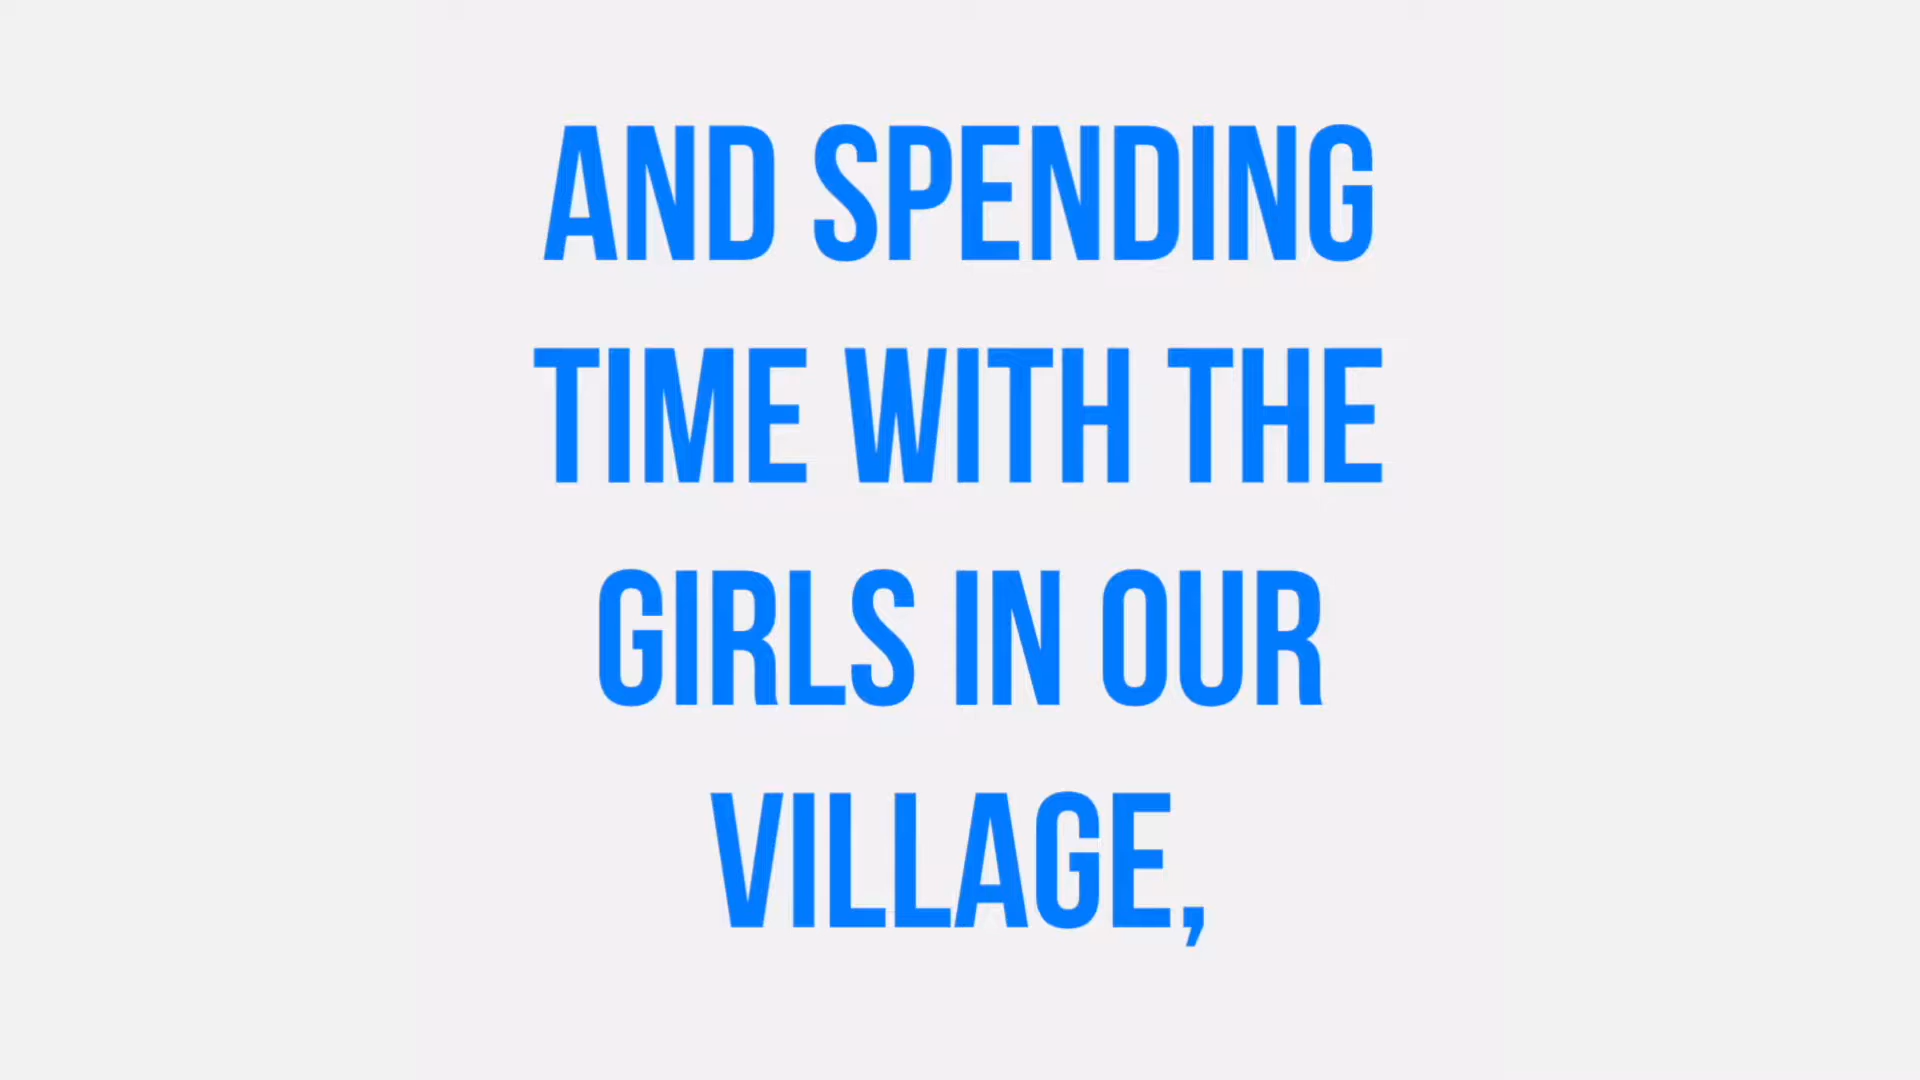 AND SPENDING
TIME WITH THE
GIRLS IN OUR
VILLAGE,